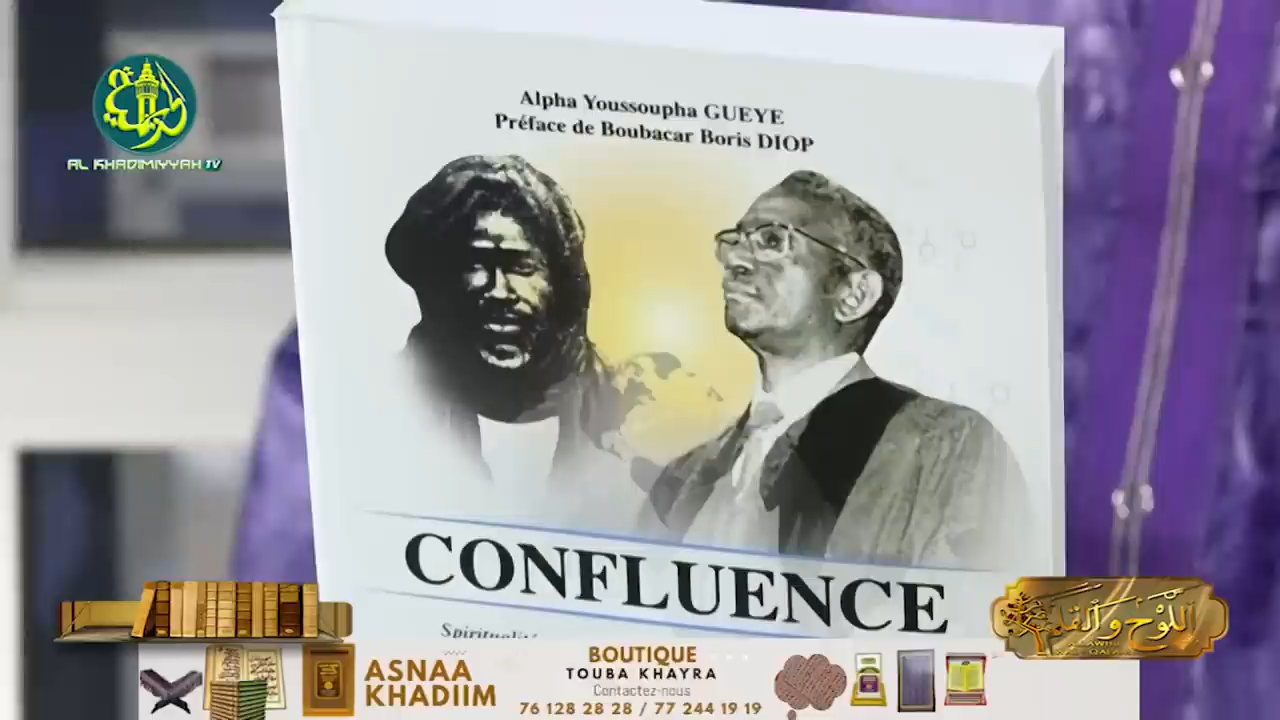 AL KHADIMIYYAH TV
Alpha Youssoupha GUEYE
Préface de Boubacar Boris DIOP
CONFLUENCE
Spiritualité
اللوح والقلم
ASNAA
KHADIIM
BOUTIQUE
TOUBA KHAYRA
Contactez-nous
76 128 28 28 / 77 244 19 19